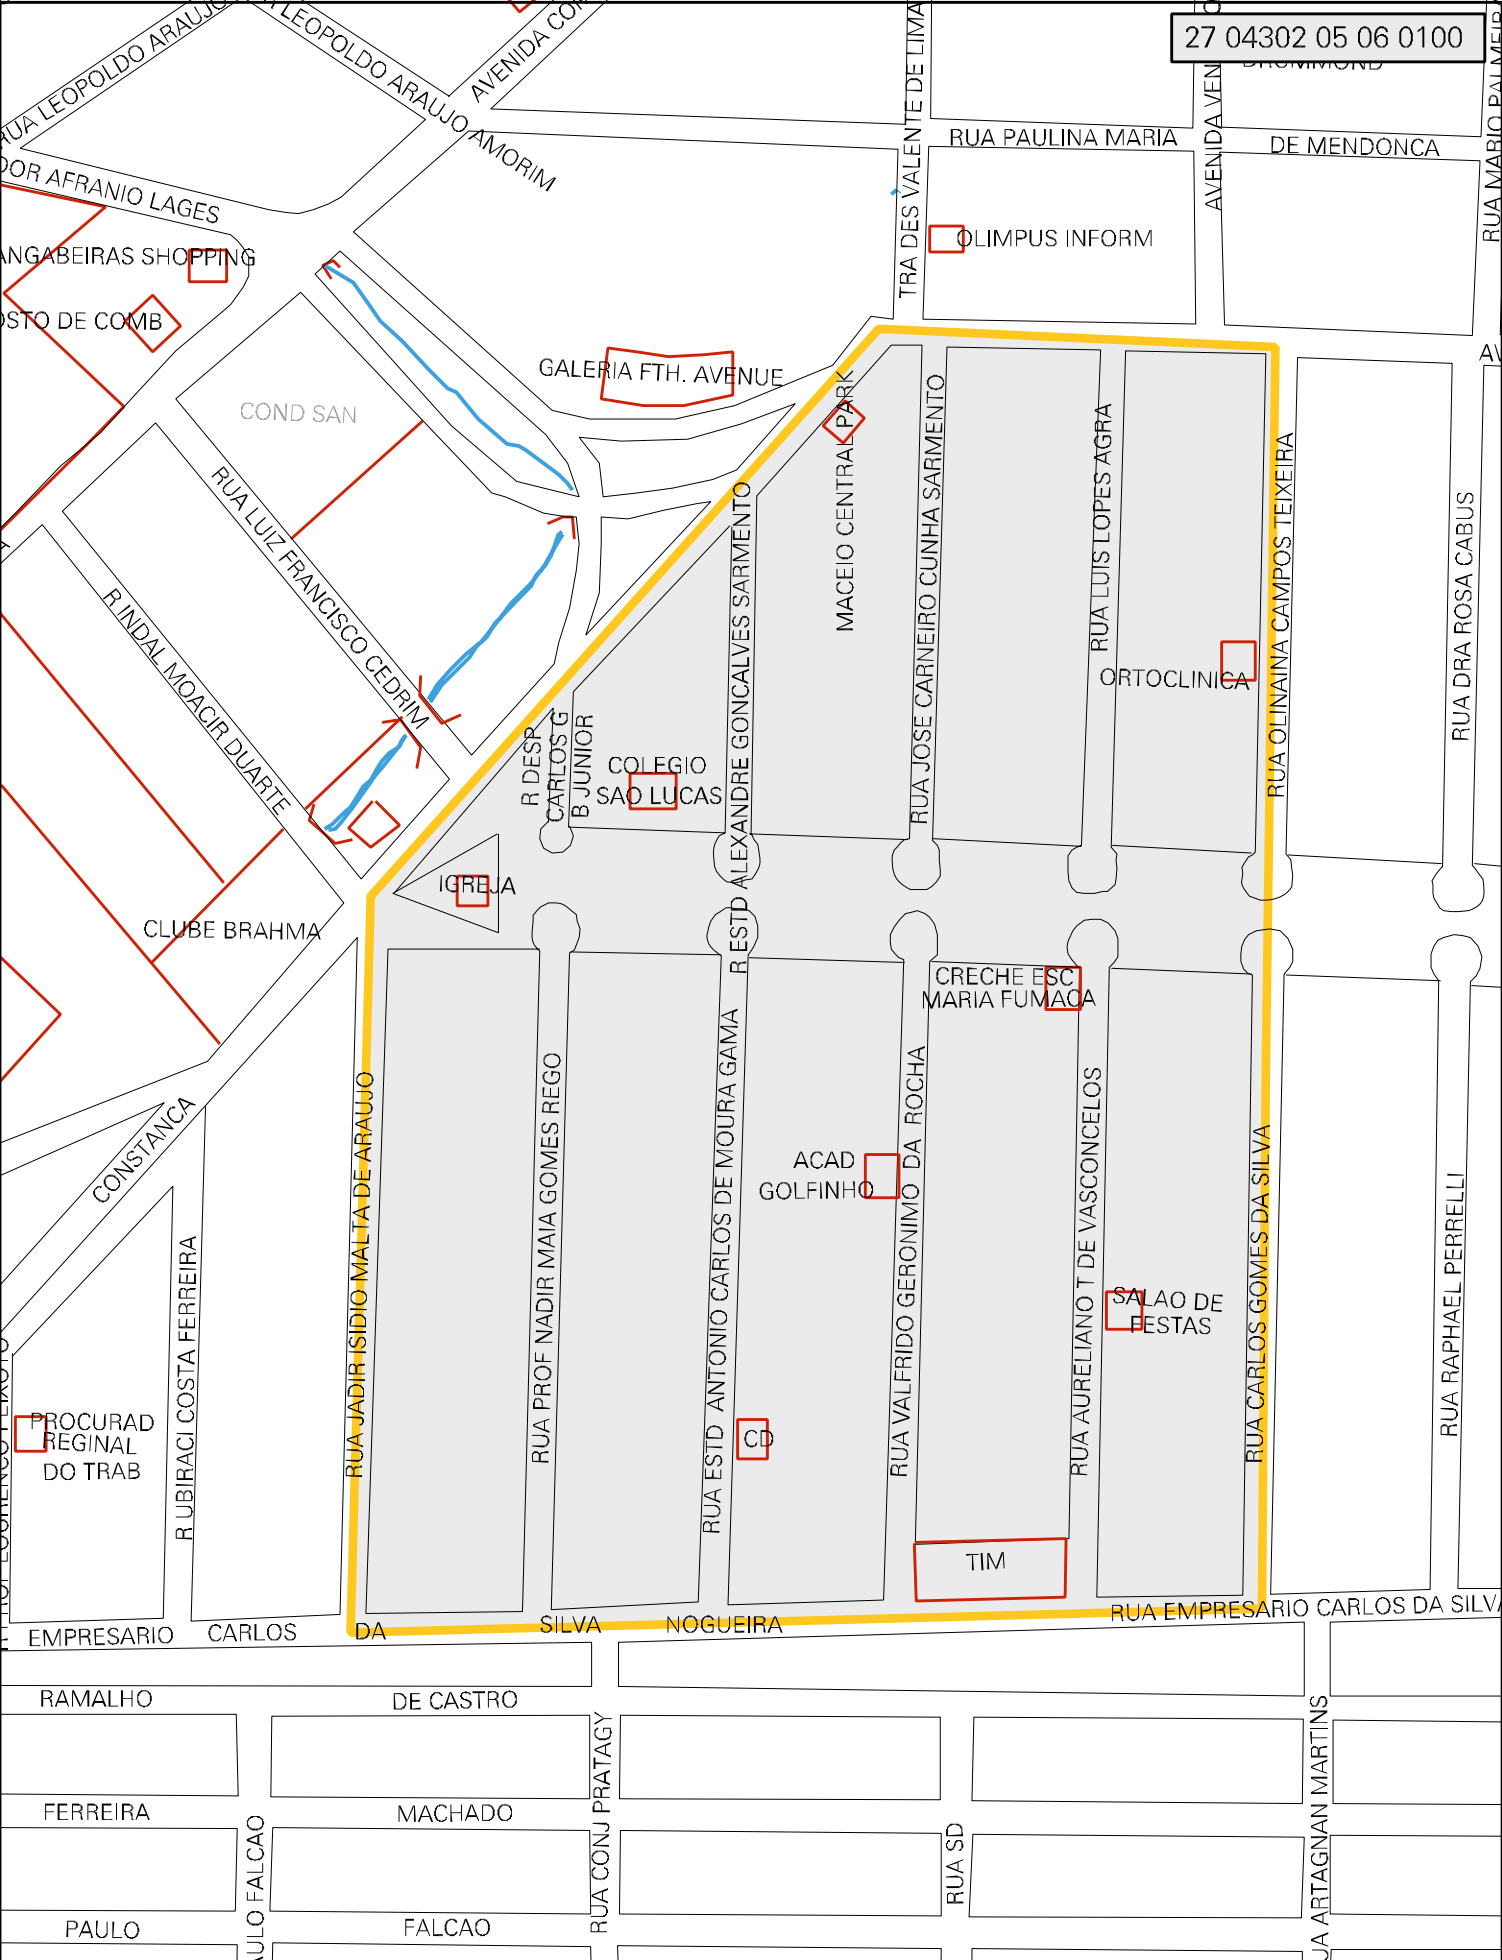 27 04302 05 06 0100
DRUMMOND
RUA LEOPOLDO ARAUJO
LEOPOLDO ARAUJO AMORIM
AVENIDA
TRA DES VALENTE DE LIMA
RUA PAULINA MARIA
DE MENDONCA
AVENIDA
RUA MARIO
AFRANIO LAGES
OLIMPUS INFORM
SHOPPING
DE COMB
GALERIA FTH. AVENUE
COND SAN
MACEIO CENTRAL PARK
RUA JOSE CARNEIRO CUNHA SARMENTO
RUA LUIS LOPES AGRA
RUA OLINAINA CAMPOS TEIXEIRA
RUA DRA ROSA CABUS
RUA LUIZ FRANCISCO CEDRIM
R INDAL MOACIR DUARTE
R ESTD ALEXANDRE GONCALVES SARMENTO
ORTOCLINICA
R DESP
CARLOS G
B JUNIOR
COLEGIO
SAO LUCAS
IGREJA
CLUBE BRAHMA
CRECHE ESC
MARIA FUMACA
CONSTANCA
RUA JADIR ISIDIO MALTA DE ARAUJO
RUA PROF NADIR MAIA GOMES REGO
RUA ESTD ANTONIO CARLOS DE MOURA GAMA
RUA VALFRIDO GERONIMO DA ROCHA
RUA AURELIANO T DE VASCONCELOS
RUA CARLOS GOMES DA SILVA
RUA RAPHAEL PERRELLI
R UBIRACI COSTA FERREIRA
ACAD
GOLFINHO
SALAO DE
FESTAS
PROCURAD
REGINAL
DO TRAB
CD
TIM
RUA EMPRESARIO CARLOS DA SILVA
EMPRESARIO CARLOS DA SILVA NOGUEIRA
RAMALHO DE CASTRO
RUA CONJ PRATAGY
RUA SD
ARTAGNAN MARTINS
FERREIRA MACHADO
FALCAO
PAULO FALCAO